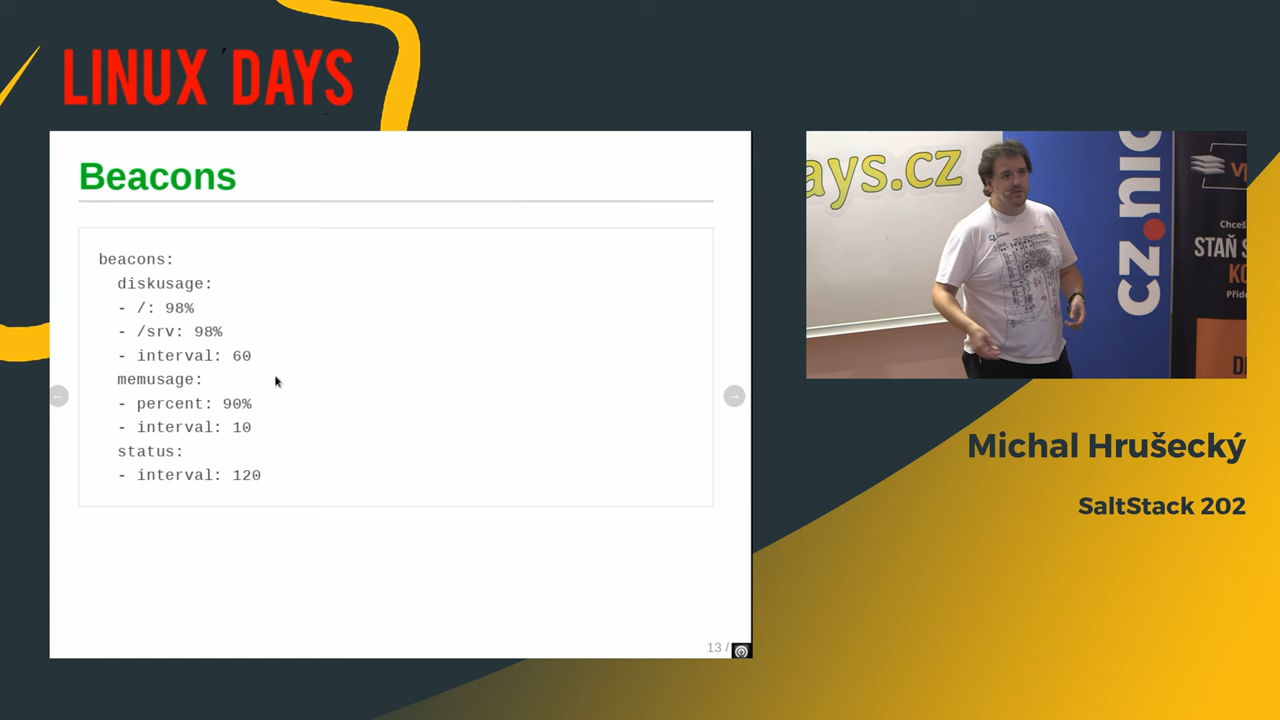 LINUX DAYS
Beacons
beacons:
  diskusage:
  - /: 98%
  - /srv: 98%
  - interval: 60
  memusage:
  - percent: 90%
  - interval: 10
  status:
  - interval: 120
13 /
ays.cz
cz.nic
Chceš
STAŇ S
KO
Přide
Michal Hrušecký
SaltStack 202